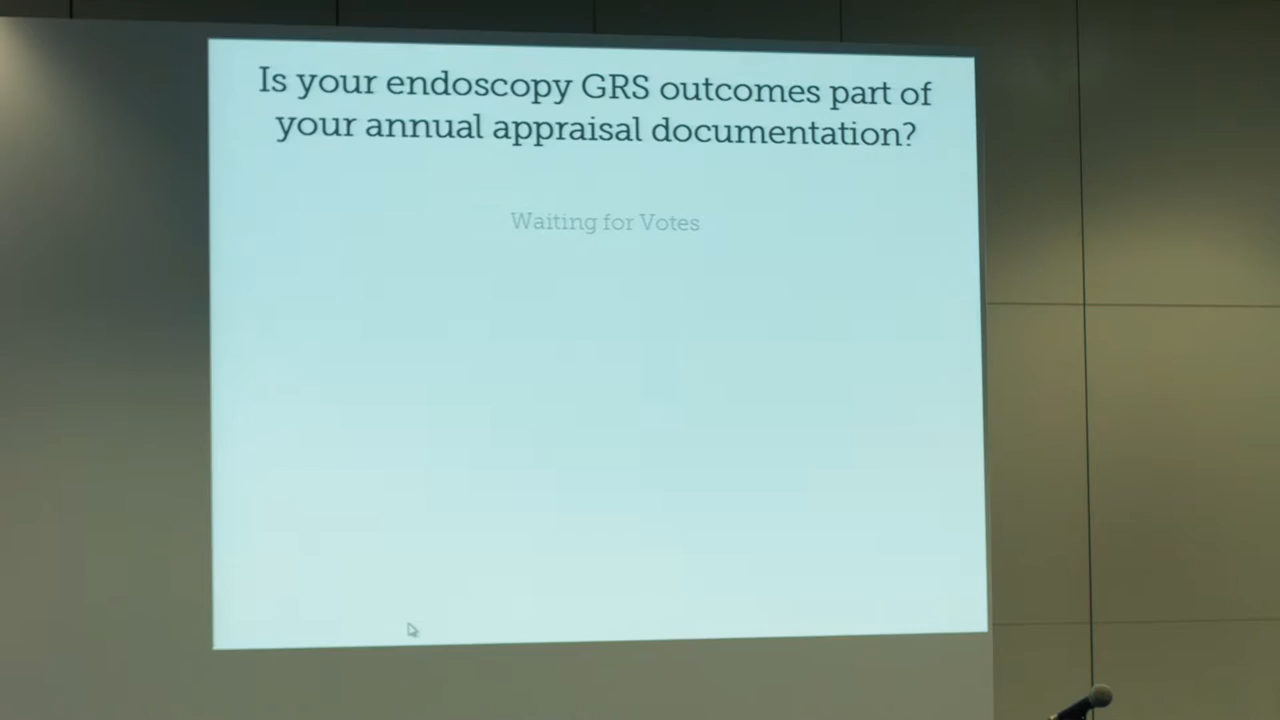 Is your endoscopy GRS outcomes part of
your annual appraisal documentation?
Waiting for Votes